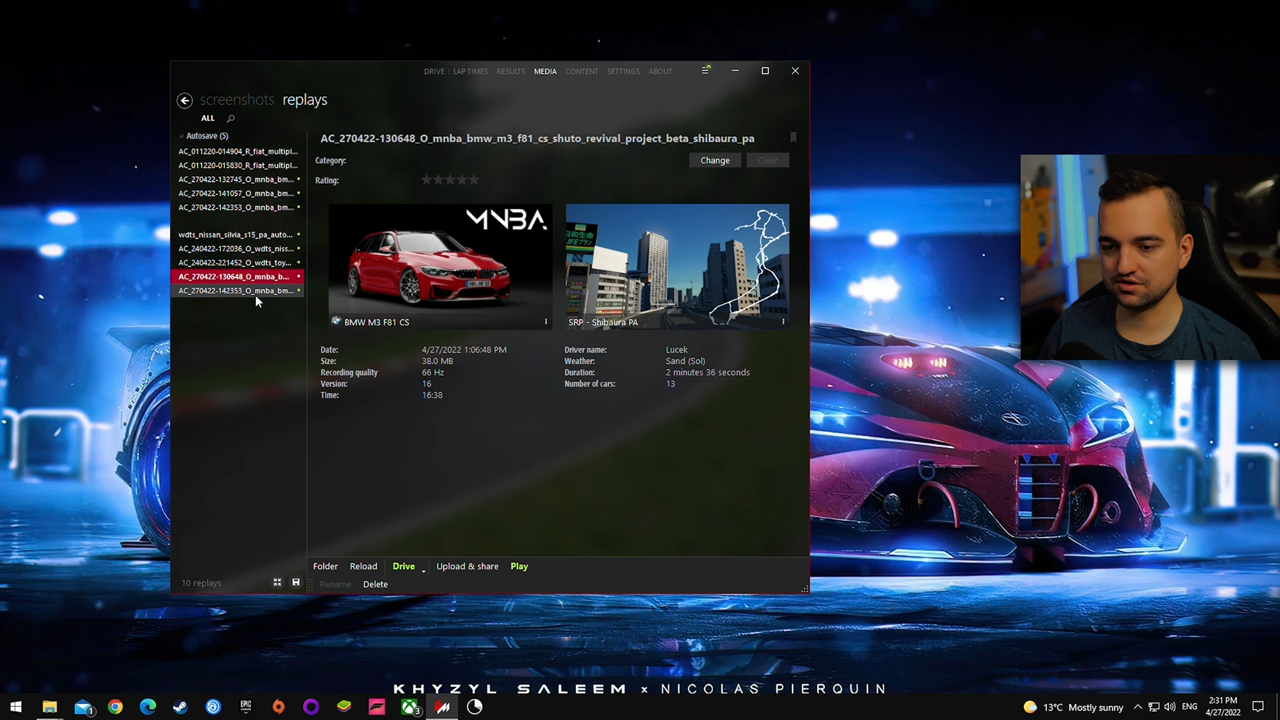 DRIVE LAP TIMES RESULTS MEDIA CONTENT SETTINGS ABOUT
screenshots replays
ALL
Autosave (5)
AC_011220-014904_R_fiat_multipl...
AC_011220-015830_R_fiat_multipl...
AC_270422-132745_O_mnba_bm...
AC_270422-141057_O_mnba_bm...
AC_270422-142353_O_mnba_bm...
wdts_nissan_silvia_s15_pa_auto...
AC_240422-172036_O_wdts_niss...
AC_240422-221452_O_wdts_toy...
AC_270422-130648_O_mnba_b...
AC_270422-142353_O_mnba_bm...
10 replays
AC_270422-130648_O_mnba_bmw_m3_f81_cs_shuto_revival_project_beta_shibaura_pa
Category:
Change Clear
Rating:
MNBA
BMW M3 F81 CS
SRP - Shibaura PA
Date: 4/27/2022 1:06:48 PM
Size: 38.0 MB
Recording quality 66 Hz
Version: 16
Time: 16:38
Driver name: Lucek
Weather: Sand (Sol)
Duration: 2 minutes 36 seconds
Number of cars: 13
Folder Reload Drive Upload & share Play
Rename Delete
KHYZYL SALEEM x NICOLAS PIERQUIN
EPIC
13°C Mostly sunny
ENG
2:31 PM
4/27/2022